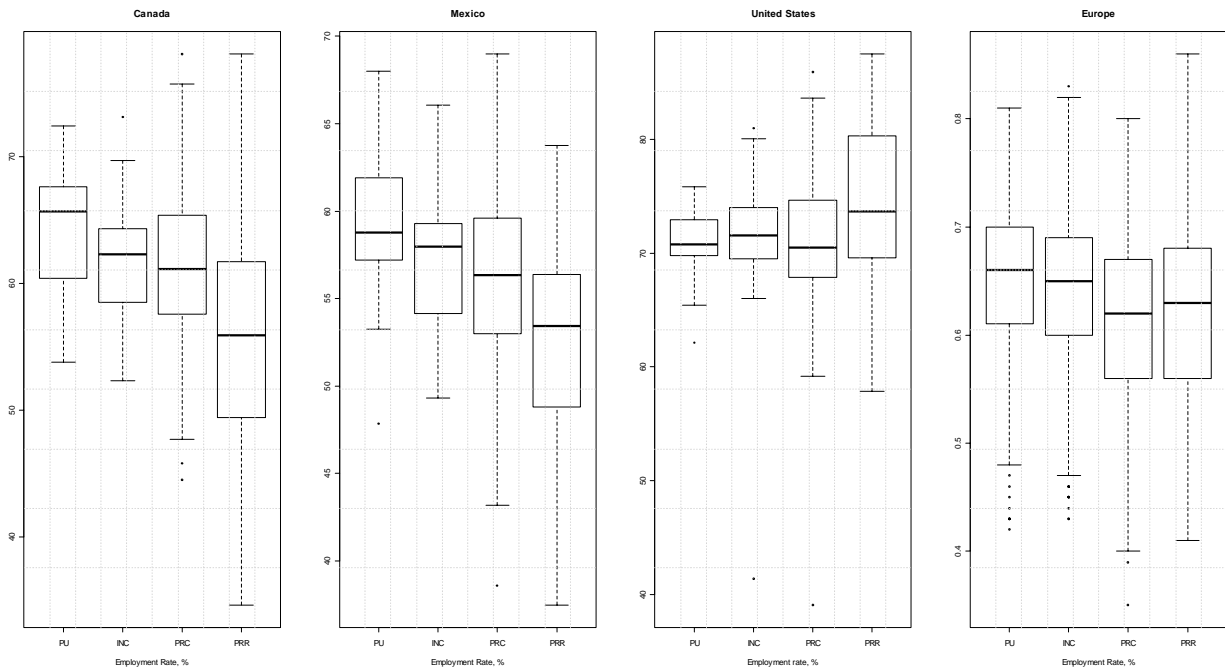 Canada
70
60
50
40
PU INC PRC PRR
Employment Rate, %
Mexico
70
65
60
55
50
45
40
PU INC PRC PRR
Employment Rate, %
United States
80
70
60
50
40
PU INC PRC PRR
Employment rate, %
Europe
0.8
0.7
0.6
0.5
0.4
PU INC PRC PRR
Employment Rate, %